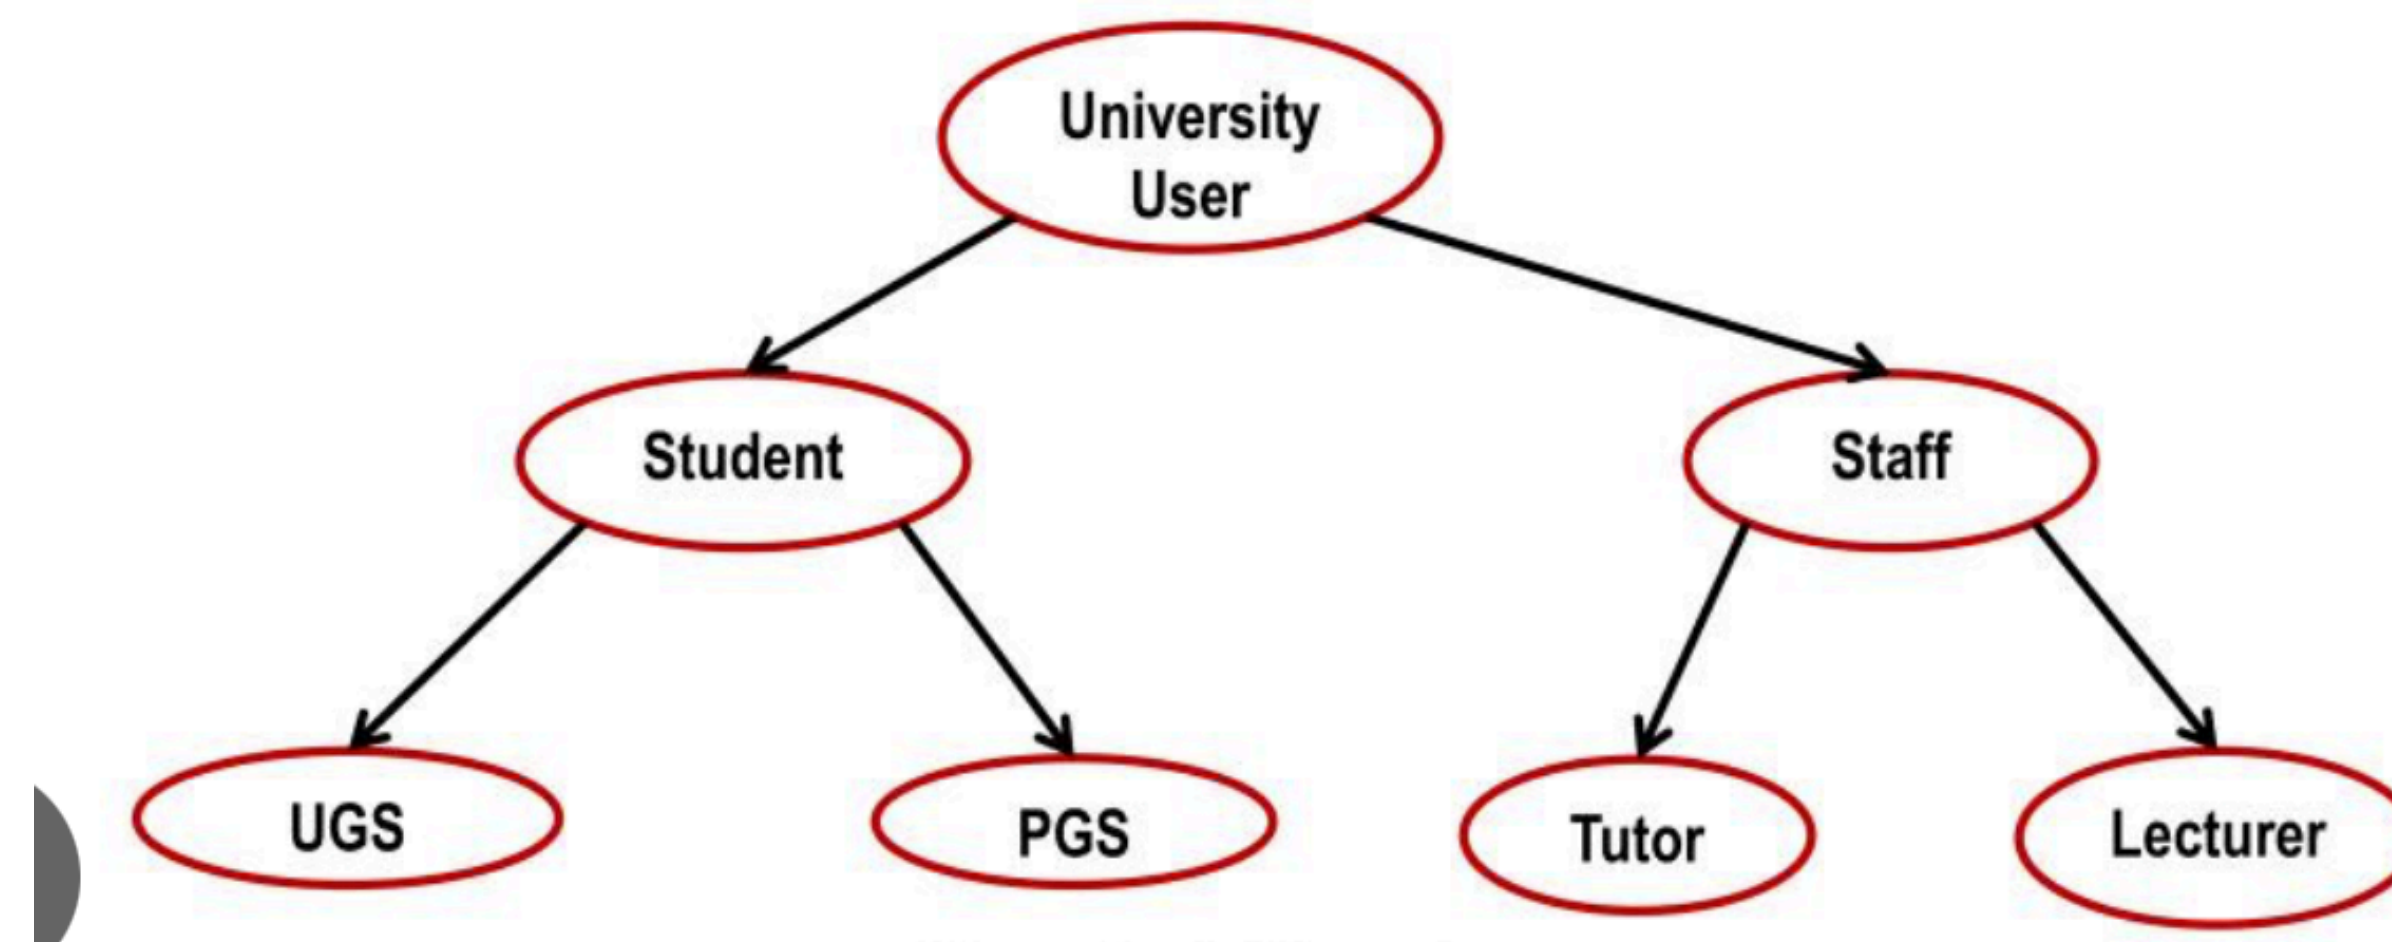 University
User
Student
Staff
UGS
PGS
Tutor
Lecturer